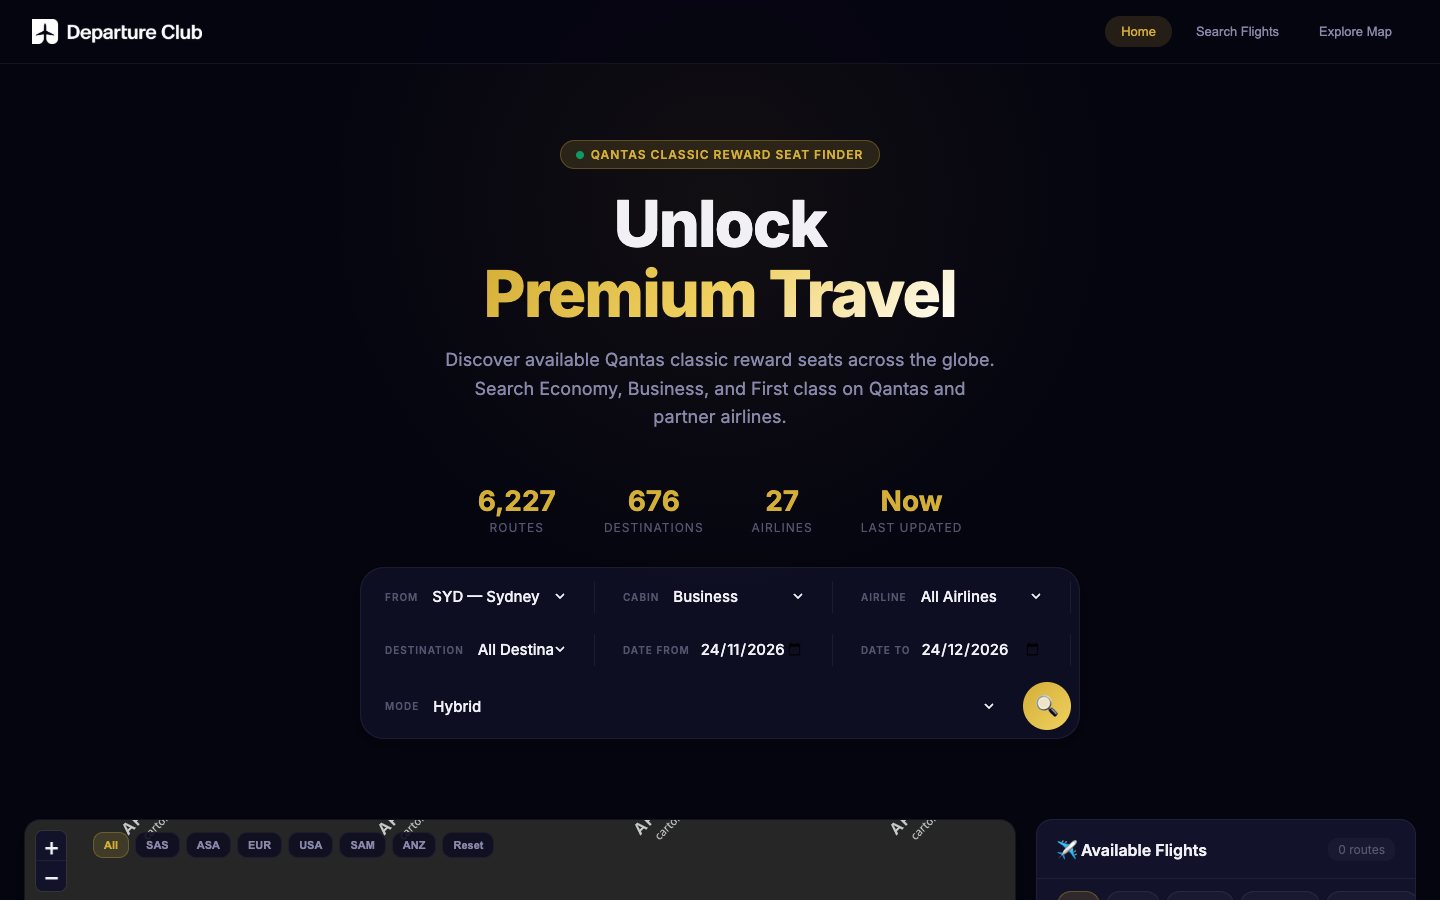 Departure Club
Home
Search Flights
Explore Map
QANTAS CLASSIC REWARD SEAT FINDER
Unlock
Premium Travel
Discover available Qantas classic reward seats across the globe.
Search Economy, Business, and First class on Qantas and
partner airlines.
6,227
ROUTES
676
DESTINATIONS
27
AIRLINES
Now
LAST UPDATED
FROM SYD — Sydney
CABIN Business
AIRLINE All Airlines
DESTINATION All Destina
DATE FROM 24/11/2026
DATE TO 24/12/2026
MODE Hybrid
+
−
All
SAS
ASA
EUR
USA
SAM
ANZ
Reset
Available Flights
0 routes